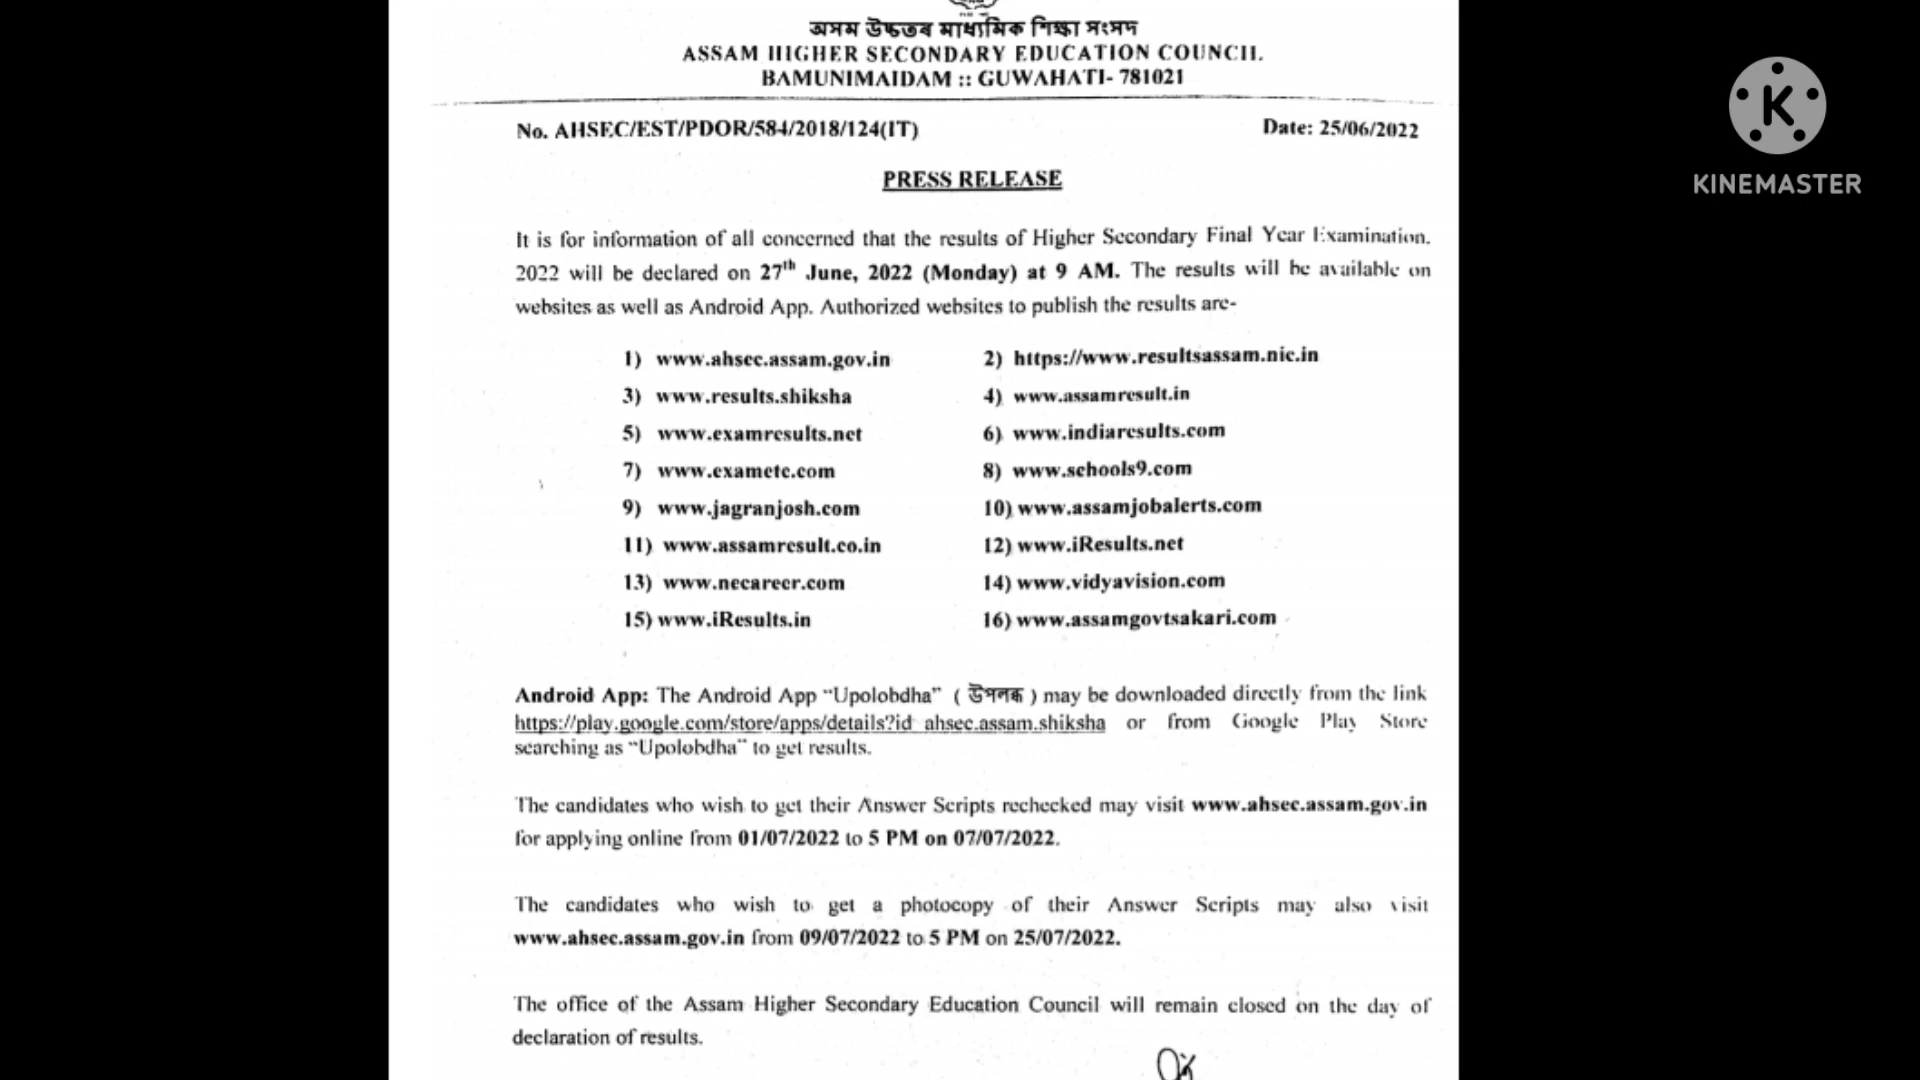 অসম উচ্চতৰ মাধ্যমিক শিক্ষা সংসদ
ASSAM HIGHER SECONDARY EDUCATION COUNCIL
BAMUNIMAIDAM :: GUWAHATI- 781021
No. AHSEC/EST/PDOR/584/2018/124(IT) Date: 25/06/2022
PRESS RELEASE
It is for information of all concerned that the results of Higher Secondary Final Year Examination,
2022 will be declared on 27th June, 2022 (Monday) at 9 AM. The results will be available on
websites as well as Android App. Authorized websites to publish the results are-
1) www.ahsec.assam.gov.in 2) https://www.resultsassam.nic.in
3) www.results.shiksha 4) www.assamresult.in
5) www.examresults.net 6) www.indiaresults.com
7) www.exametc.com 8) www.schools9.com
9) www.jagranjosh.com 10) www.assamjobalerts.com
11) www.assamresult.co.in 12) www.iResults.net
13) www.necareer.com 14) www.vidyavision.com
15) www.iResults.in 16) www.assamgovtsakari.com
Android App: The Android App "Upolobdha" ( উপলব্ধ ) may be downloaded directly from the link
https://play.google.com/store/apps/details?id ahsec.assam.shiksha or from Google Play Store
searching as "Upolobdha" to get results.
The candidates who wish to get their Answer Scripts rechecked may visit www.ahsec.assam.gov.in
for applying online from 01/07/2022 to 5 PM on 07/07/2022.
The candidates who wish to get a photocopy of their Answer Scripts may also visit
www.ahsec.assam.gov.in from 09/07/2022 to 5 PM on 25/07/2022.
The office of the Assam Higher Secondary Education Council will remain closed on the day of
declaration of results.
K
KINEMASTER